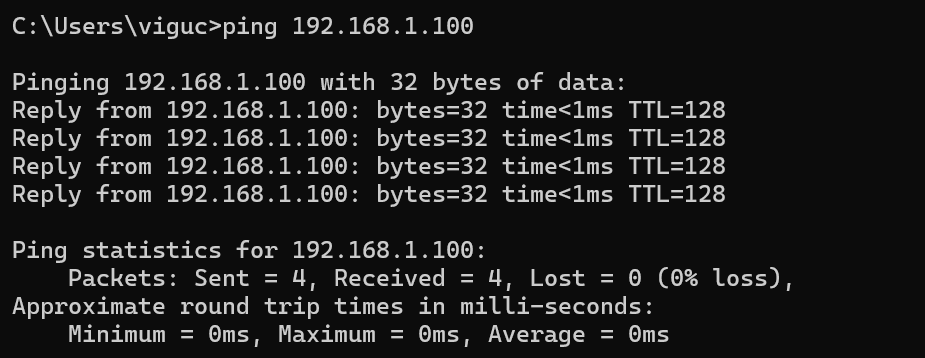 C:\Users\viguc>ping 192.168.1.100
Pinging 192.168.1.100 with 32 bytes of data:
Reply from 192.168.1.100: bytes=32 time<1ms TTL=128
Reply from 192.168.1.100: bytes=32 time<1ms TTL=128
Reply from 192.168.1.100: bytes=32 time<1ms TTL=128
Reply from 192.168.1.100: bytes=32 time<1ms TTL=128
Ping statistics for 192.168.1.100:
    Packets: Sent = 4, Received = 4, Lost = 0 (0% loss),
Approximate round trip times in milli-seconds:
    Minimum = 0ms, Maximum = 0ms, Average = 0ms